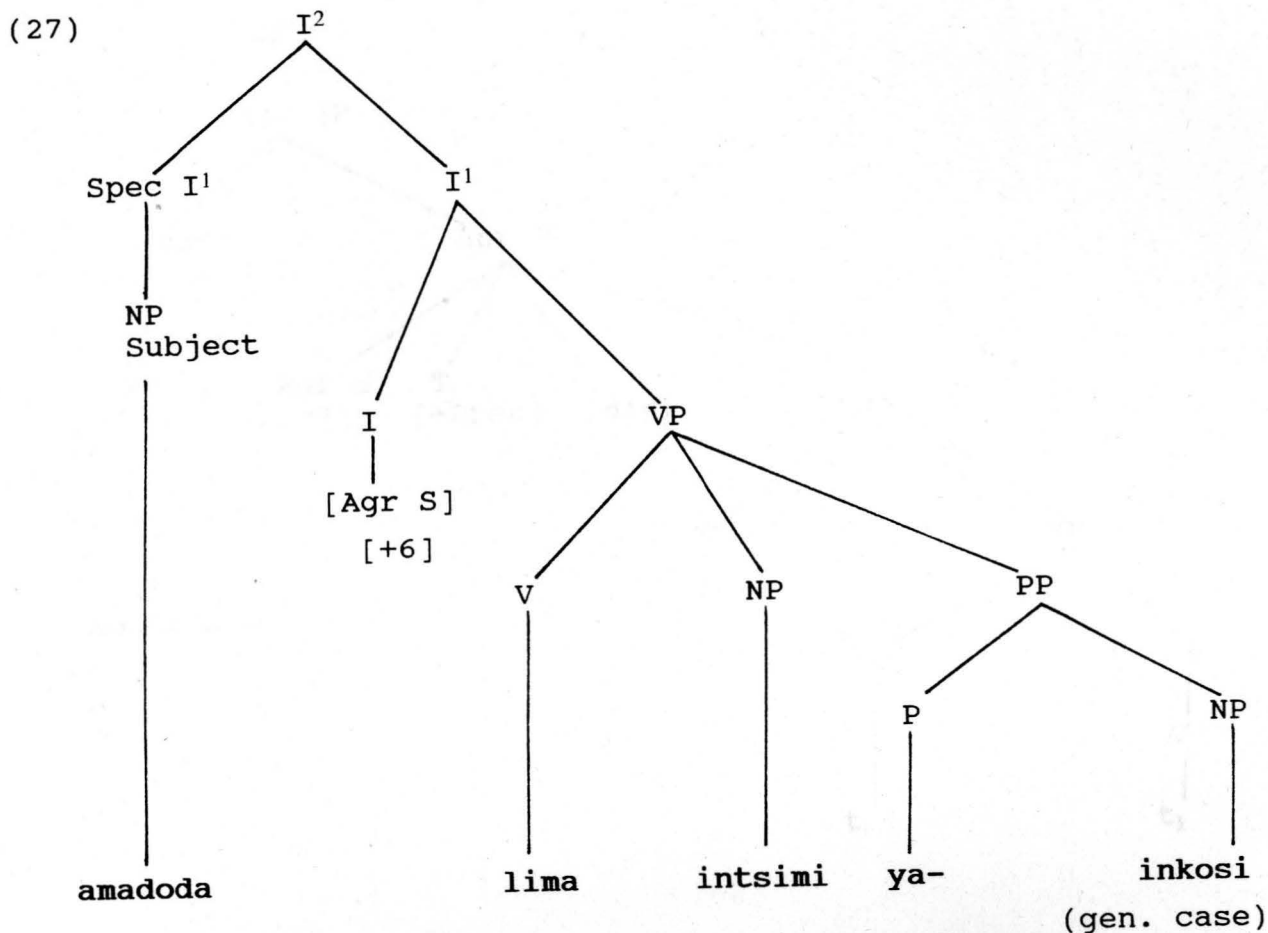 (27)
I²
Spec I¹ I¹
NP
Subject
I VP
[Agr S]
[+6]
V NP PP
P NP
amadoda lima intsimi ya- inkosi
(gen. case)